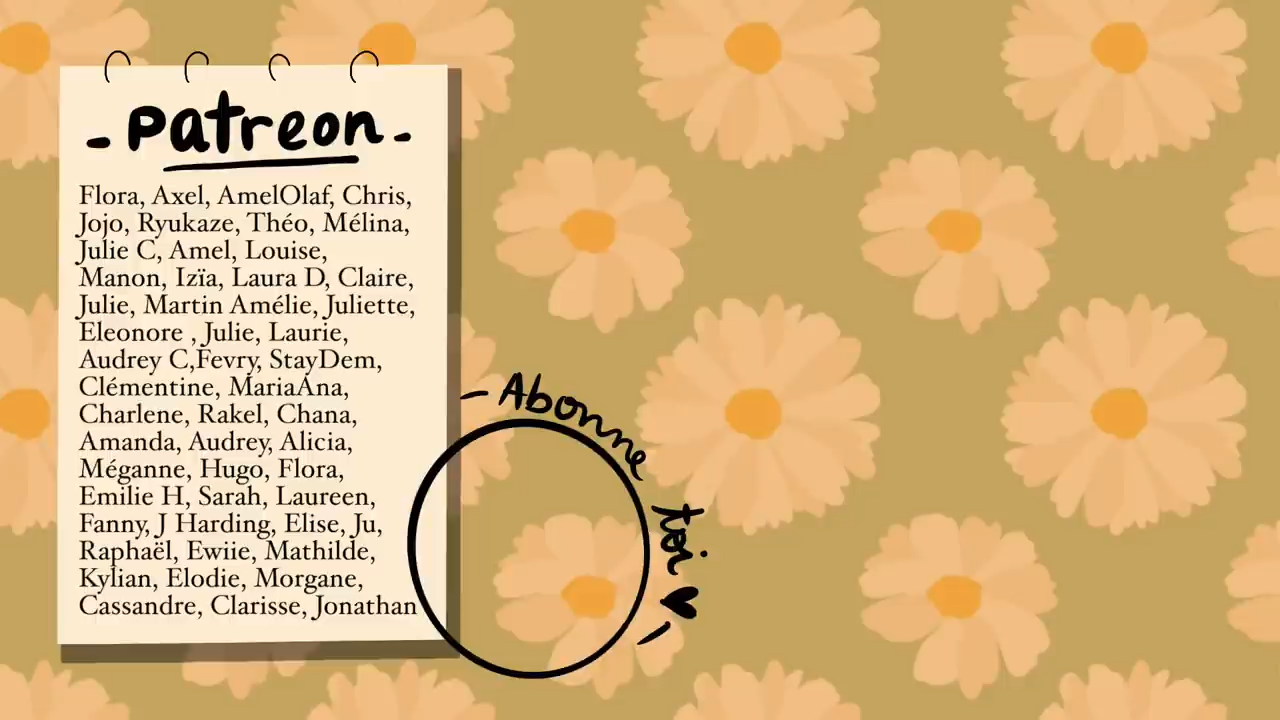 - Patreon -
Flora, Axel, AmelOlaf, Chris,
Jojo, Ryukaze, Théo, Mélina,
Julie C, Amel, Louise,
Manon, Izïa, Laura D, Claire,
Julie, Martin Amélie, Juliette,
Eleonore , Julie, Laurie,
Audrey C,Fevry, StayDem,
Clémentine, MariaAna,
Charlene, Rakel, Chana,
Amanda, Audrey, Alicia,
Méganne, Hugo, Flora,
Emilie H, Sarah, Laureen,
Fanny, J Harding, Elise, Ju,
Raphaël, Ewiie, Mathilde,
Kylian, Elodie, Morgane,
Cassandre, Clarisse, Jonathan
- Abonne toi ♥ -